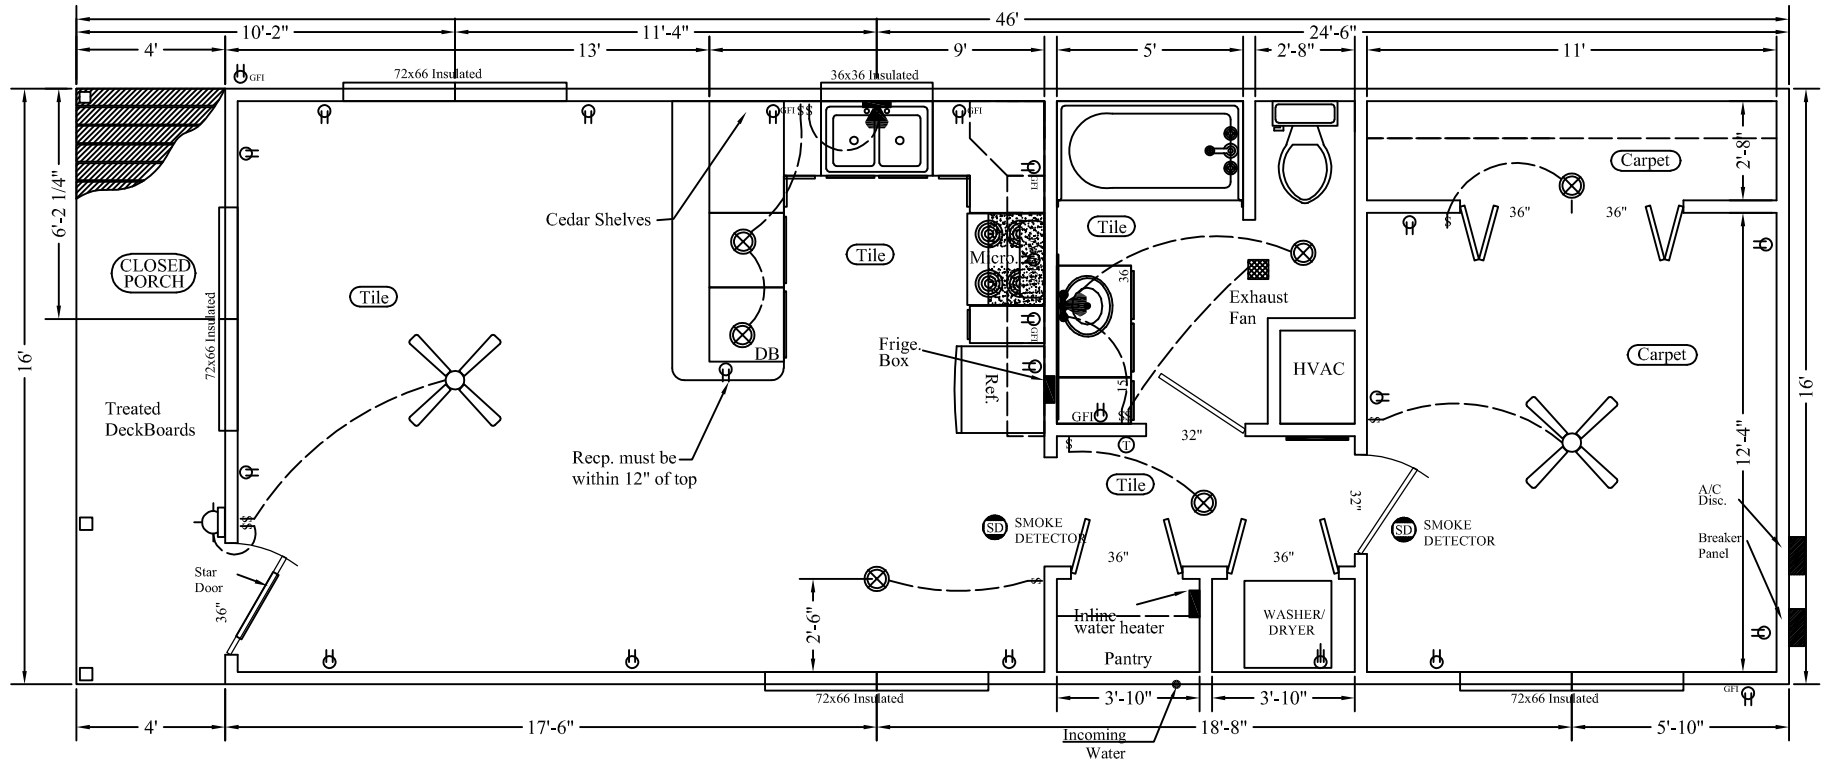 46'
10'-2"
11'-4"
24'-6"
4'
13'
9'
5'
2'-8"
11'
72x66 Insulated
36x36 Insulated
GFI
GFI
$$
GFI
GFI
16'
6'-2 1/4"
Cedar Shelves
Tile
Carpet
2'-8"
36"
36"
$
CLOSED
PORCH
Tile
Tile
Micro.
36
Exhaust
Fan
72x66 Insulated
DB
GFI
Frige.
Box
Ref.
HVAC
Carpet
16'
Treated
DeckBoards
15
GFI
$$
$
T
32"
$
12'-4"
Recp. must be
within 12" of top
Tile
32"
A/C
Disc.
$$
SD
SMOKE
DETECTOR
SD
SMOKE
DETECTOR
Breaker
Panel
36"
36"
Star
Door
36"
$
2'-6"
Inline
water heater
WASHER/
DRYER
Pantry
72x66 Insulated
3'-10"
3'-10"
72x66 Insulated
GFI
4'
17'-6"
18'-8"
5'-10"
Incoming
Water